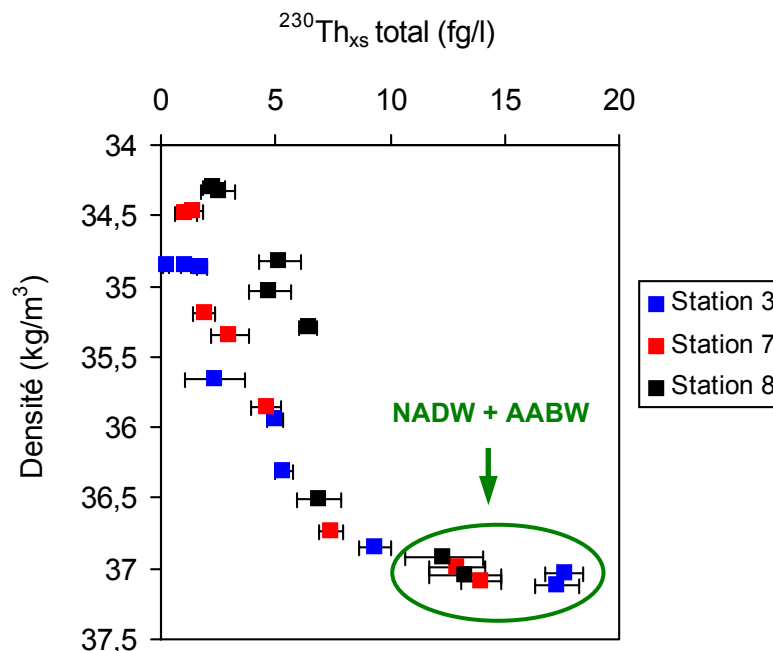 ²³⁰Thₓₛ total (fg/l)
0 5 10 15 20
34
34,5
35
35,5
36
36,5
37
37,5
Densité (kg/m³)
NADW + AABW
Station 3
Station 7
Station 8